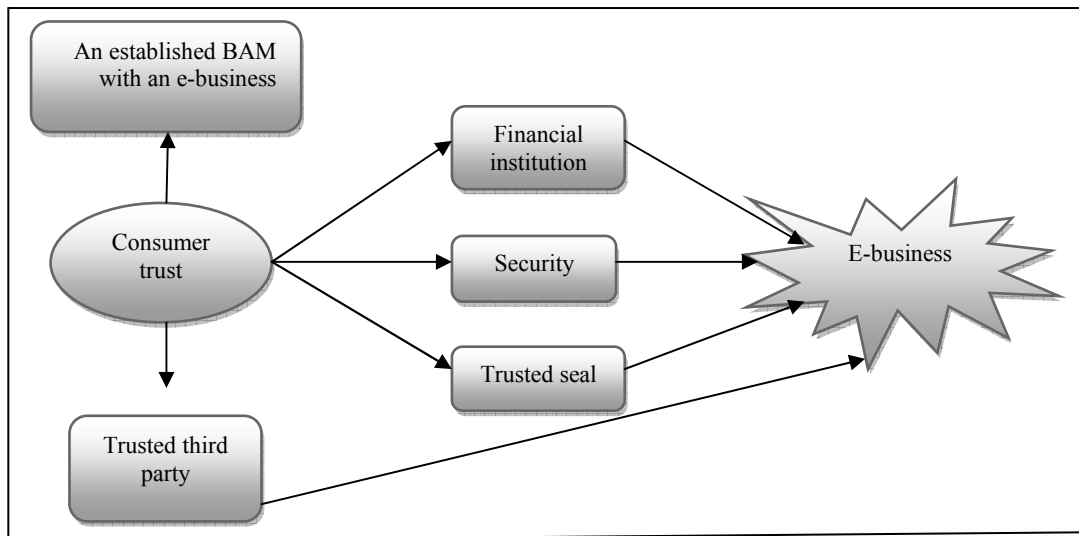 An established BAM
with an e-business
Financial
institution
Consumer
trust
Security
E-business
Trusted seal
Trusted third
party